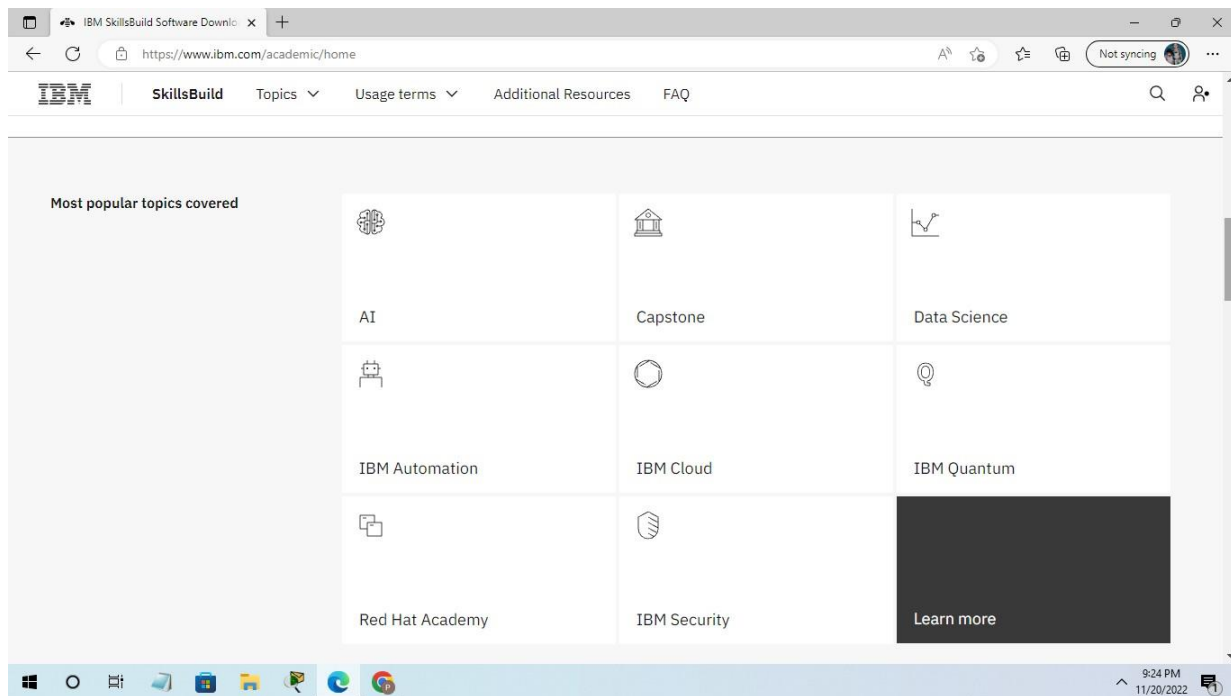 IBM SkillsBuild Software Downlo
https://www.ibm.com/academic/home
Not syncing
IBM
SkillsBuild Topics Usage terms Additional Resources FAQ
Most popular topics covered
AI Capstone Data Science
IBM Automation IBM Cloud IBM Quantum
Red Hat Academy IBM Security Learn more
9:24 PM
11/20/2022